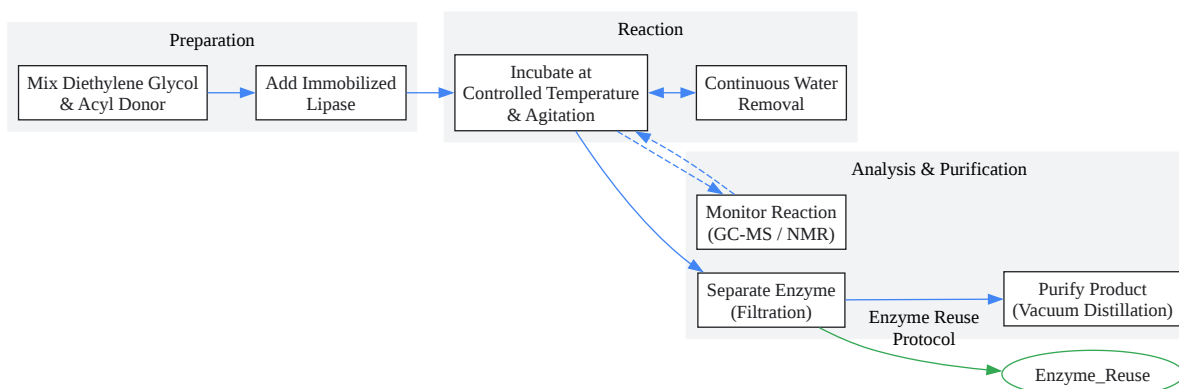 Preparation
Mix Diethylene Glycol
& Acyl Donor
Add Immobilized
Lipase
Reaction
Incubate at
Controlled Temperature
& Agitation
Continuous Water
Removal
Analysis & Purification
Monitor Reaction
(GC-MS / NMR)
Separate Enzyme
(Filtration)
Enzyme Reuse
Protocol
Purify Product
(Vacuum Distillation)
Enzyme_Reuse